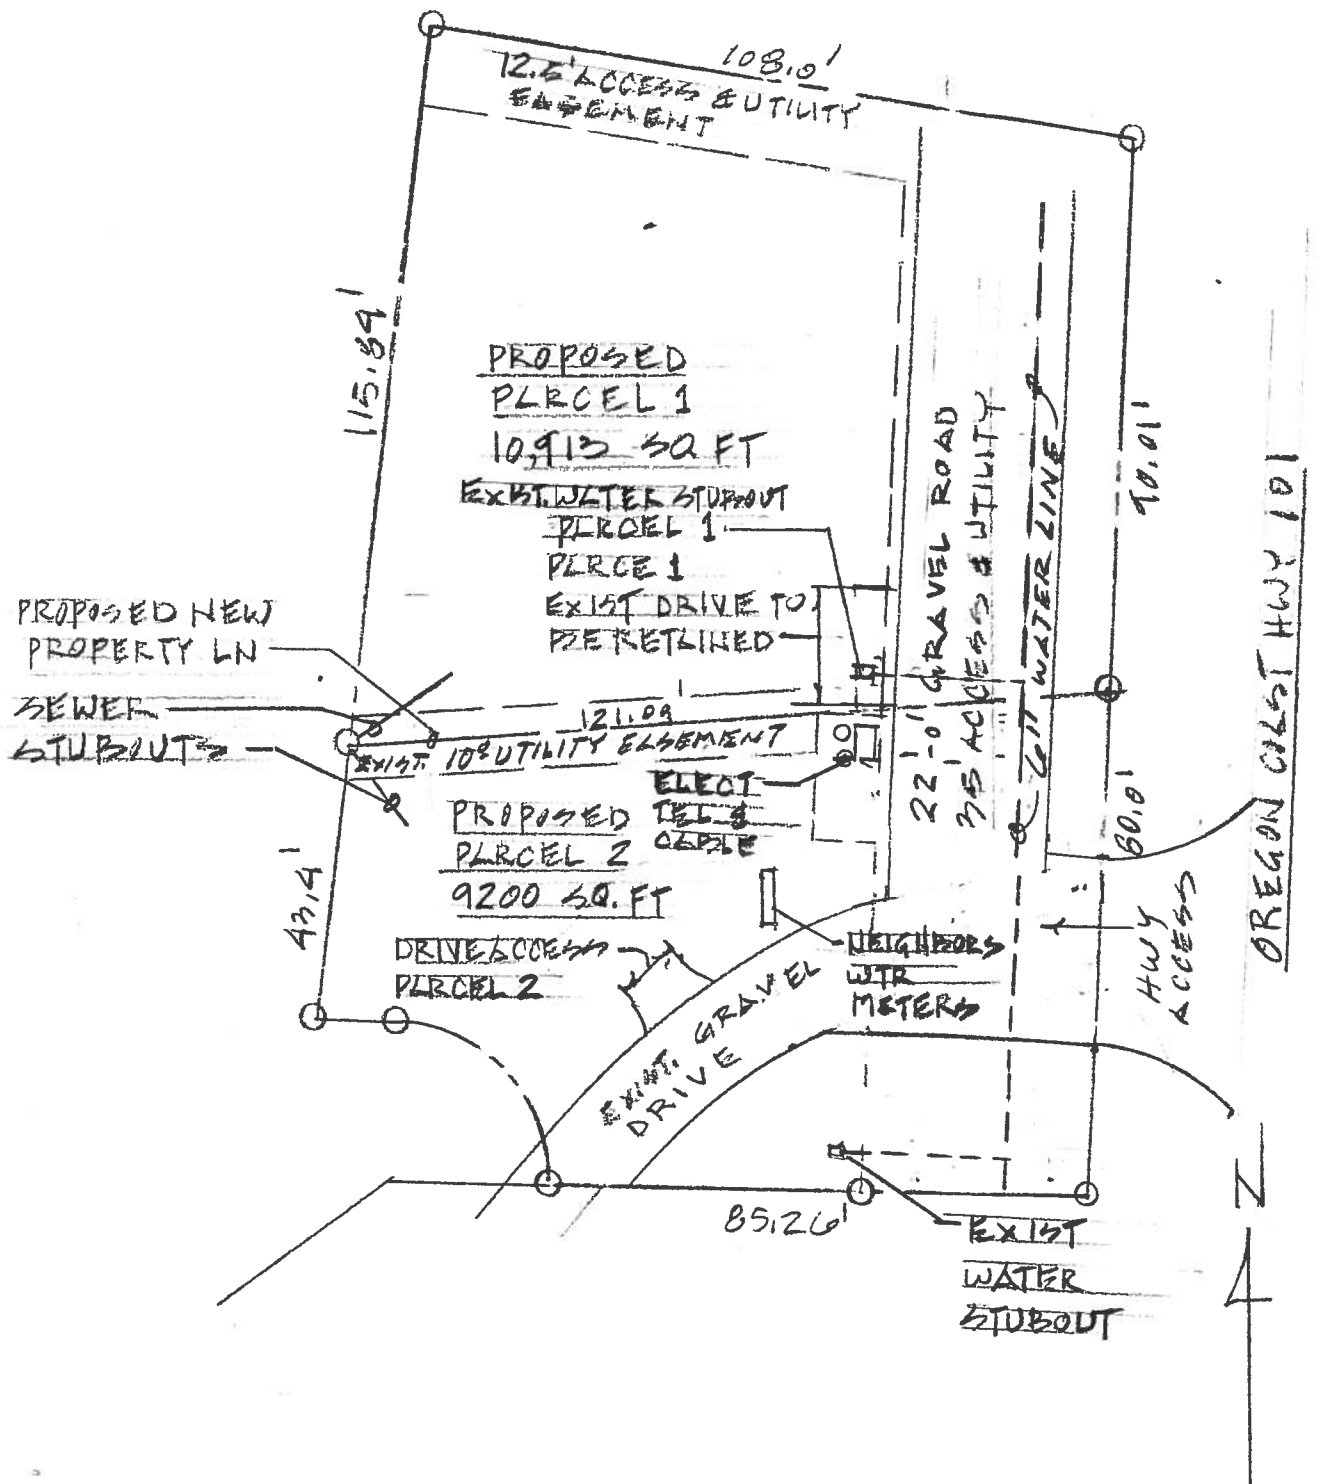 108.0'
12.5' ACCESS & UTILITY
EASEMENT
115.84'
PROPOSED
PARCEL 1
10,913 SQ FT
EXIST. WATER STUBOUT
PARCEL 1
PARCE 1
EXIST DRIVE TO
BE RETAINED
22'-0" GRAVEL ROAD
35' ACCESS & UTILITY
6" WATER LINE
90.01'
OREGON COAST HWY 101
PROPOSED NEW
PROPERTY LN
SEWER
STUBOUTS
121.09
EXIST. 10' UTILITY EASEMENT
ELECT
TEL &
CABLE
PROPOSED
PARCEL 2
9200 SQ. FT
60.0'
43.4'
DRIVE ACCESS
PARCEL 2
NEIGHBORS
WTR
METERS
HWY
ACCESS
EXIST. GRAVEL
DRIVE
85.26'
EXIST
WATER
STUBOUT
N